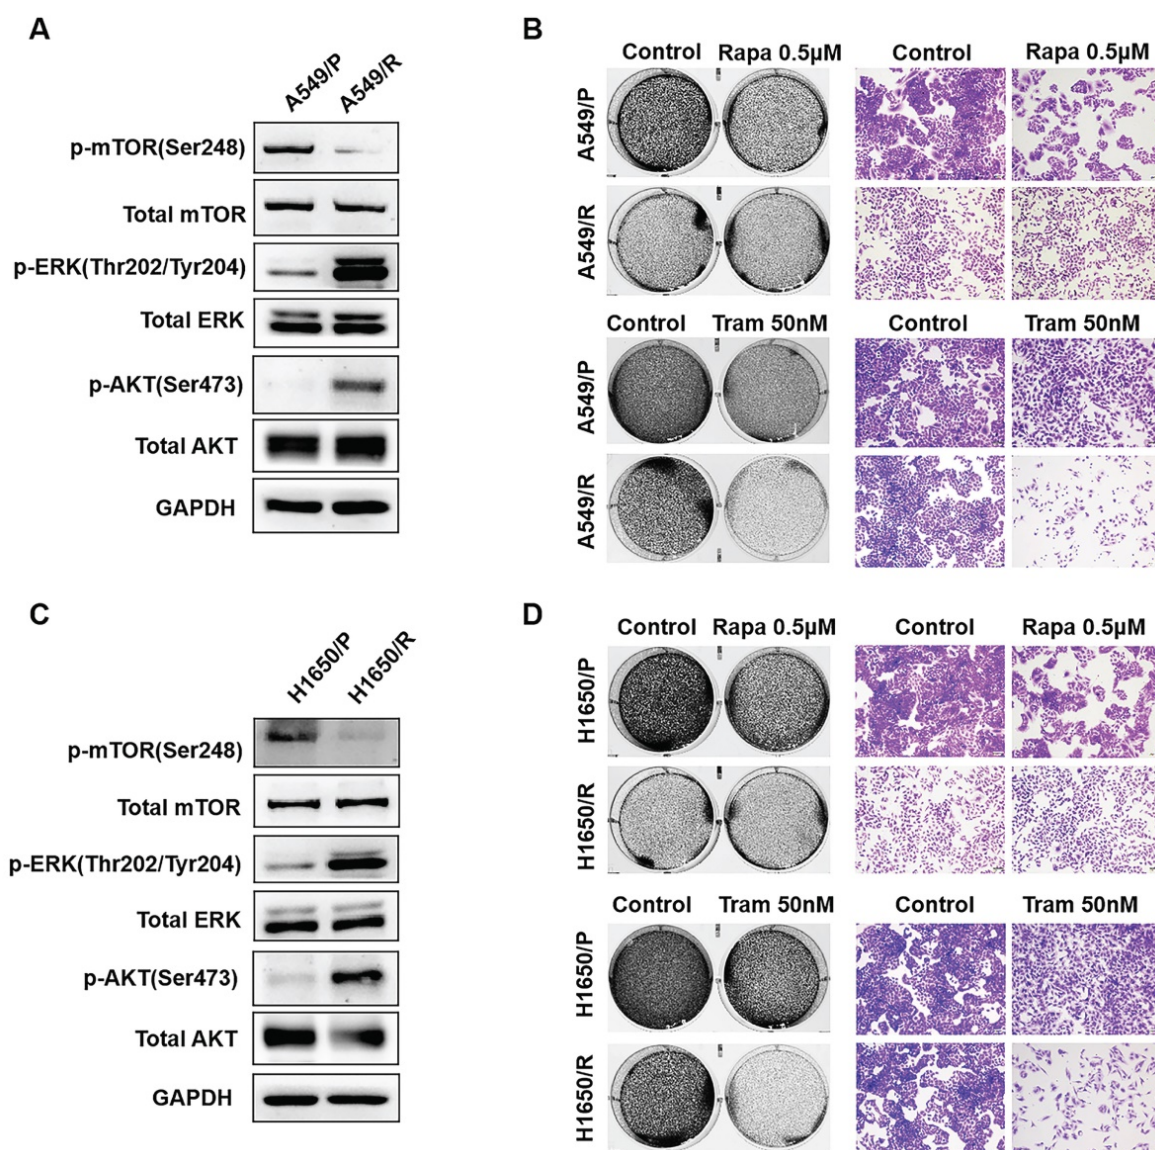 A
A549/P A549/R
p-mTOR(Ser248)
Total mTOR
p-ERK(Thr202/Tyr204)
Total ERK
p-AKT(Ser473)
Total AKT
GAPDH
B
Control Rapa 0.5µM Control Rapa 0.5µM
A549/P
A549/R
Control Tram 50nM Control Tram 50nM
A549/P
A549/R
C
H1650/P H1650/R
p-mTOR(Ser248)
Total mTOR
p-ERK(Thr202/Tyr204)
Total ERK
p-AKT(Ser473)
Total AKT
GAPDH
D
Control Rapa 0.5µM Control Rapa 0.5µM
H1650/P
H1650/R
Control Tram 50nM Control Tram 50nM
H1650/P
H1650/R